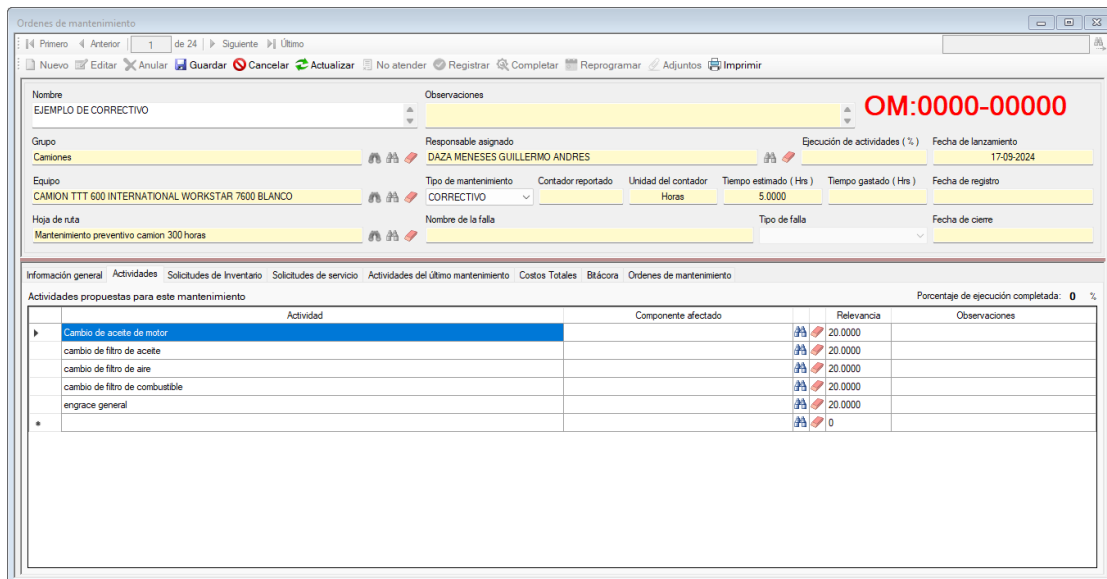 Ordenes de mantenimiento
Primero Anterior 1 de 24 Siguiente Último
Nuevo Editar Anular Guardar Cancelar Actualizar No atender Registrar Completar Reprogramar Adjuntos Imprimir
Nombre Observaciones
EJEMPLO DE CORRECTIVO OM:0000-00000
Grupo Responsable asignado Ejecución de actividades ( % ) Fecha de lanzamiento
Camiones DAZA MENESES GUILLERMO ANDRES 17-09-2024
Equipo Tipo de mantenimiento Contador reportado Unidad del contador Tiempo estimado ( Hrs ) Tiempo gastado ( Hrs ) Fecha de registro
CAMION TTT 600 INTERNATIONAL WORKSTAR 7600 BLANCO CORRECTIVO Horas 5.0000
Hoja de ruta Nombre de la falla Tipo de falla Fecha de cierre
Mantenimiento preventivo camion 300 horas
Información general Actividades Solicitudes de Inventario Solicitudes de servicio Actividades del último mantenimiento Costos Totales Bitácora Ordenes de mantenimiento
Actividades propuestas para este mantenimiento Porcentaje de ejecución completada: 0 %
Actividad Componente afectado Relevancia Observaciones
Cambio de aceite de motor 20.0000
cambio de filtro de aceite 20.0000
cambio de filtro de aire 20.0000
cambio de filtro de combustible 20.0000
engrace general 20.0000
0